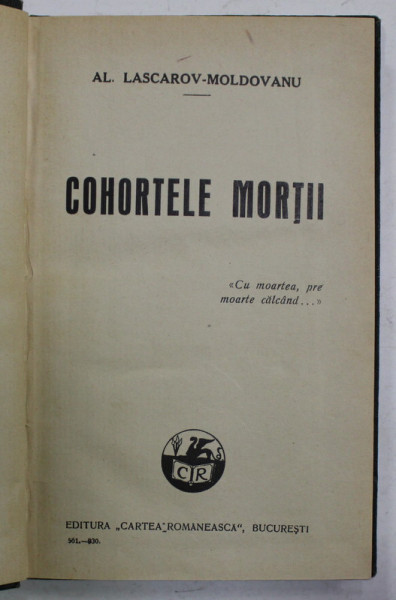 AL. LASCAROV-MOLDOVANU
COHORTELE MORȚII
«Cu moartea, pre
moarte călcând...»
CR
EDITURA „CARTEA ROMANEASCA”, BUCUREȘTI